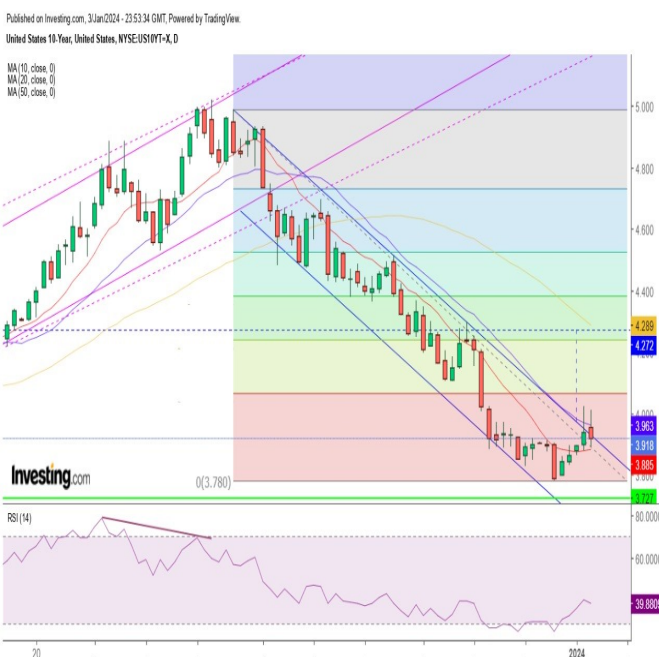 Published on Investing.com, 3/Jan/2024 - 23:53:34 GMT, Powered by TradingView.
United States 10-Year, United States, NYSE:US10YT=X, D
MA (10, close, 0)
MA (20, close, 0)
MA (50, close, 0)
5.000
4.800
4.600
4.400
4.289
4.272
4.000
3.963
3.918
3.885
3.727
0(3.780)
Investing.com
RSI (14)
80.0000
60.0000
39.8809
20
2024